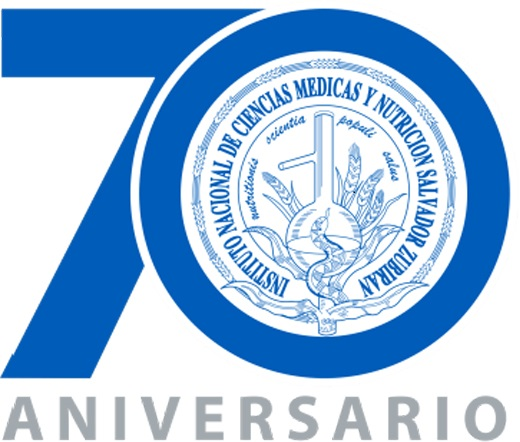 70
INSTITUTO NACIONAL DE CIENCIAS MEDICAS Y NUTRICION SALVADOR ZUBIRAN
nutritionis scientia populi salus
ANIVERSARIO